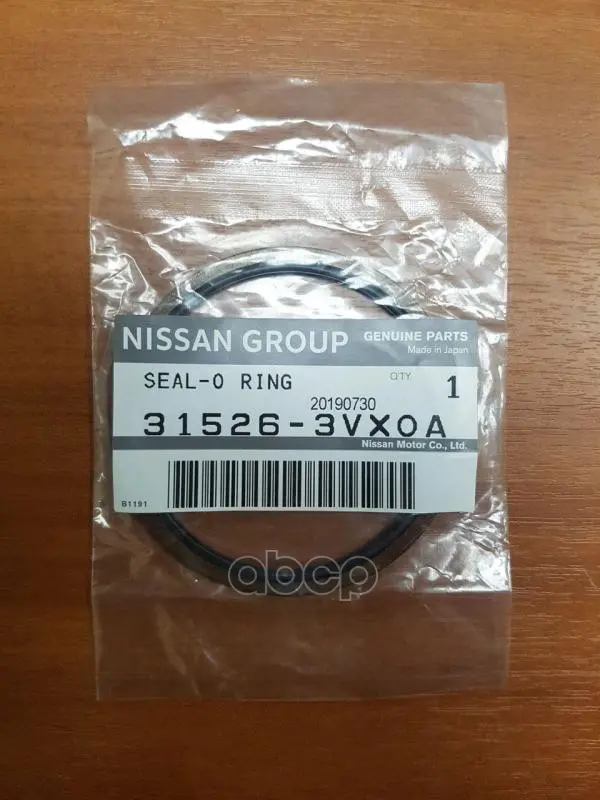 NISSAN GROUP GENUINE PARTS
Made in Japan
SEAL-O RING QTY 1
20190730
31526-3VX0A
Nissan Motor Co., Ltd.
B1191
abcp